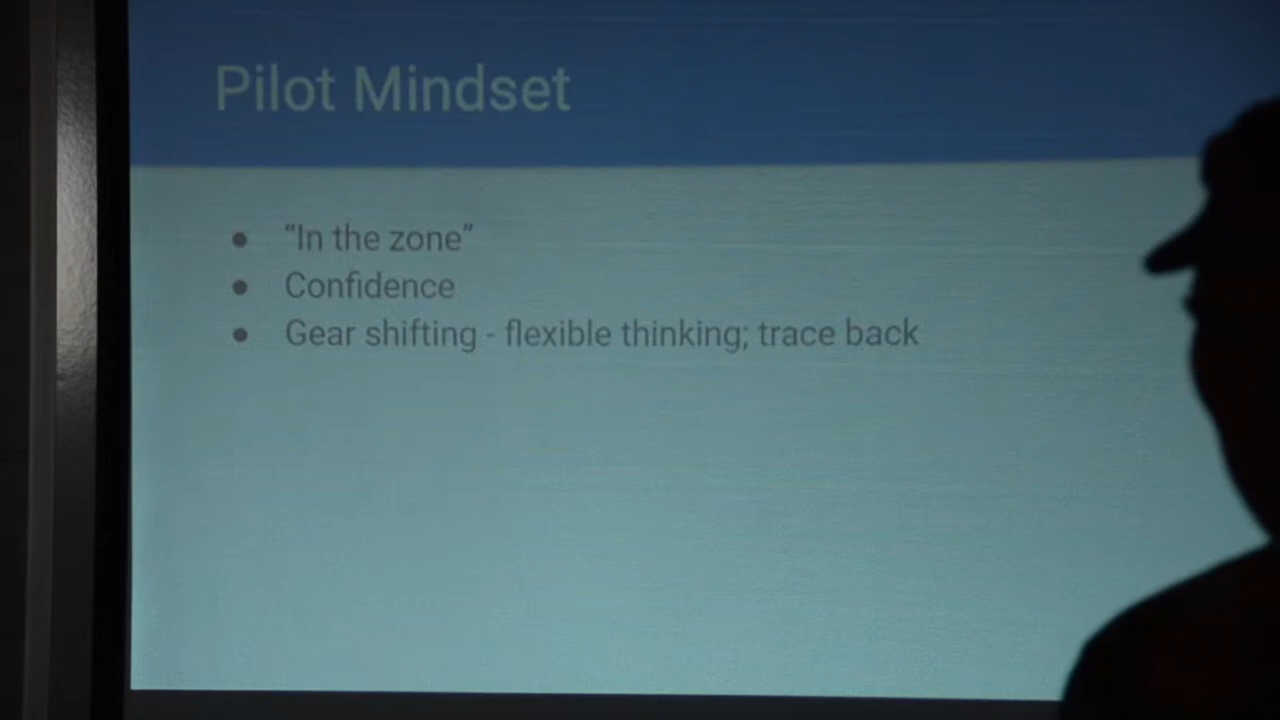 Pilot Mindset
● “In the zone”
● Confidence
● Gear shifting - flexible thinking; trace back